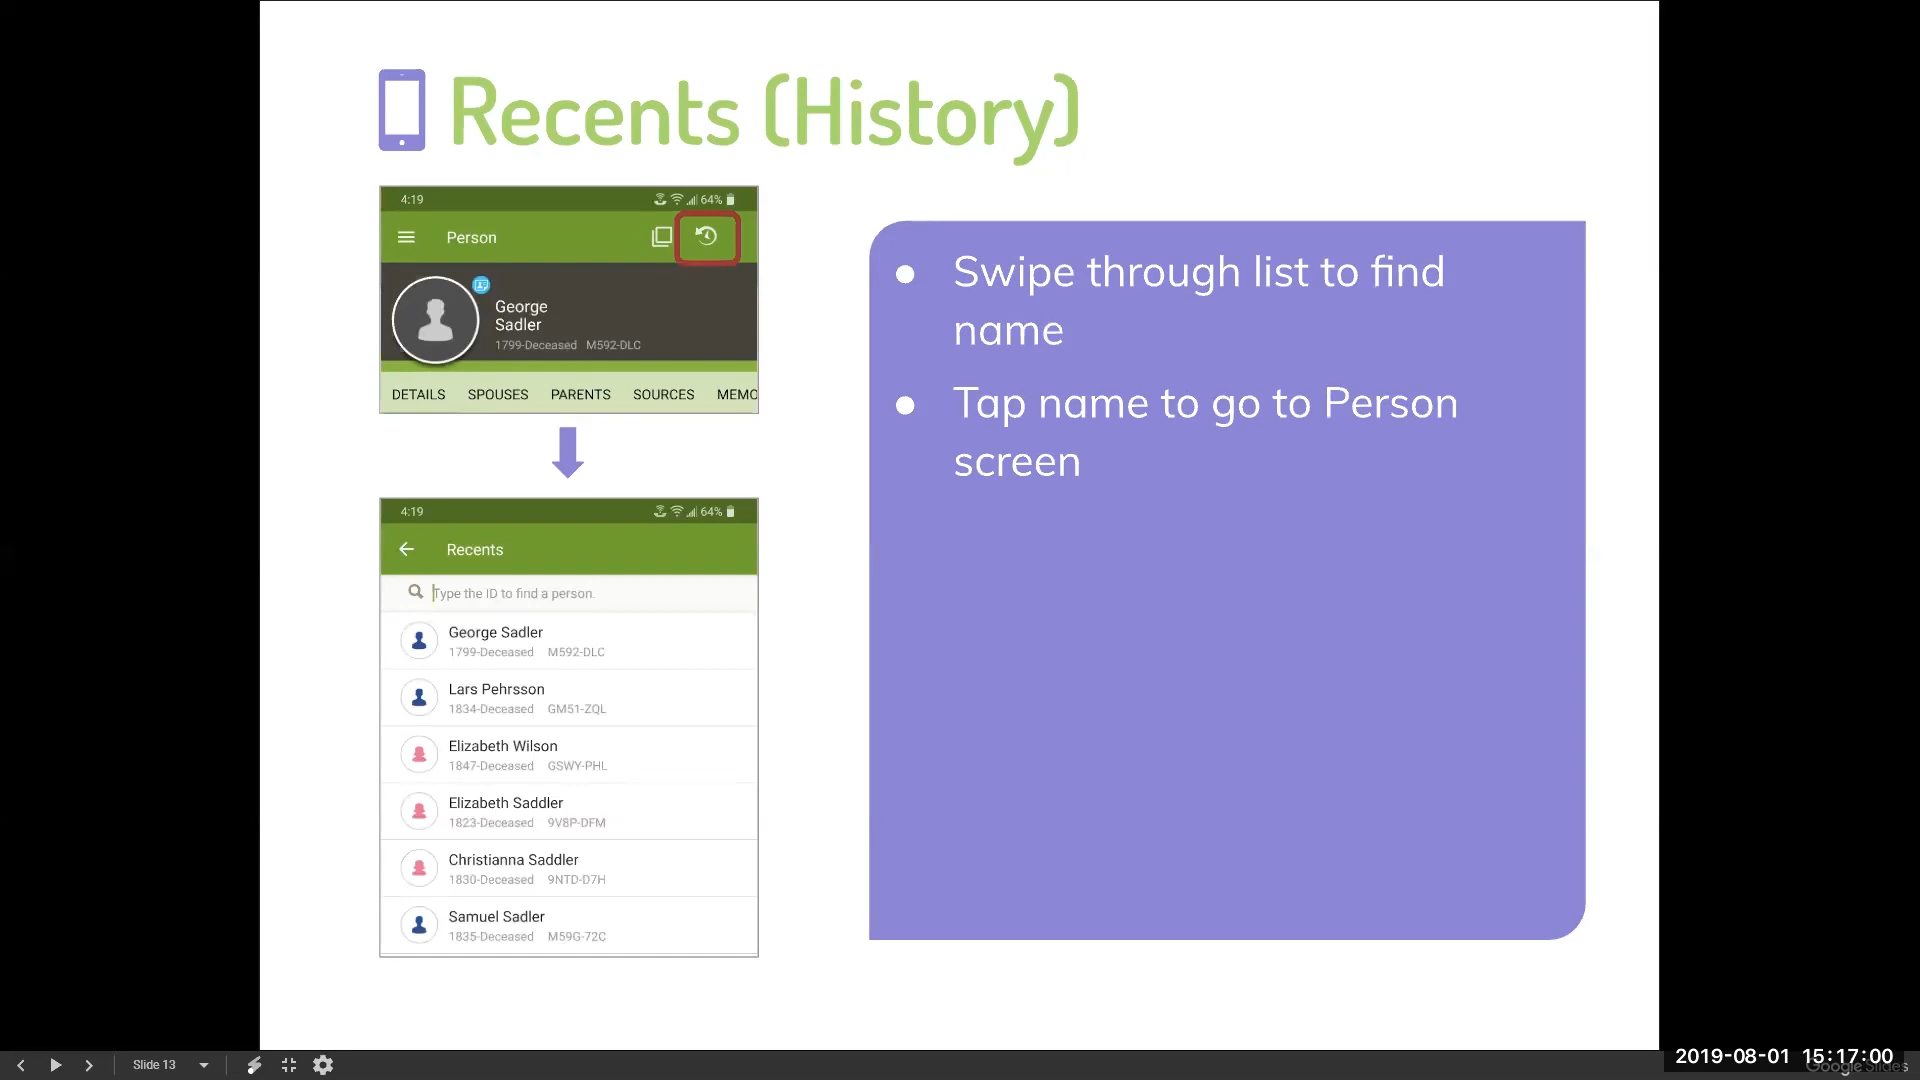 Recents (History)
4:19
64%
Person
George
Sadler
1799-Deceased M592-DLC
DETAILS SPOUSES PARENTS SOURCES MEMO
4:19
64%
Recents
Type the ID to find a person.
George Sadler
1799-Deceased M592-DLC
Lars Pehrsson
1834-Deceased GM51-ZQL
Elizabeth Wilson
1847-Deceased GSWY-PHL
Elizabeth Saddler
1823-Deceased 9V8P-DFM
Christianna Saddler
1830-Deceased 9NTD-D7H
Samuel Sadler
1835-Deceased M59G-72C
● Swipe through list to find
name
● Tap name to go to Person
screen
Slide 13
2019-08-01 15:17:00
Google Slides